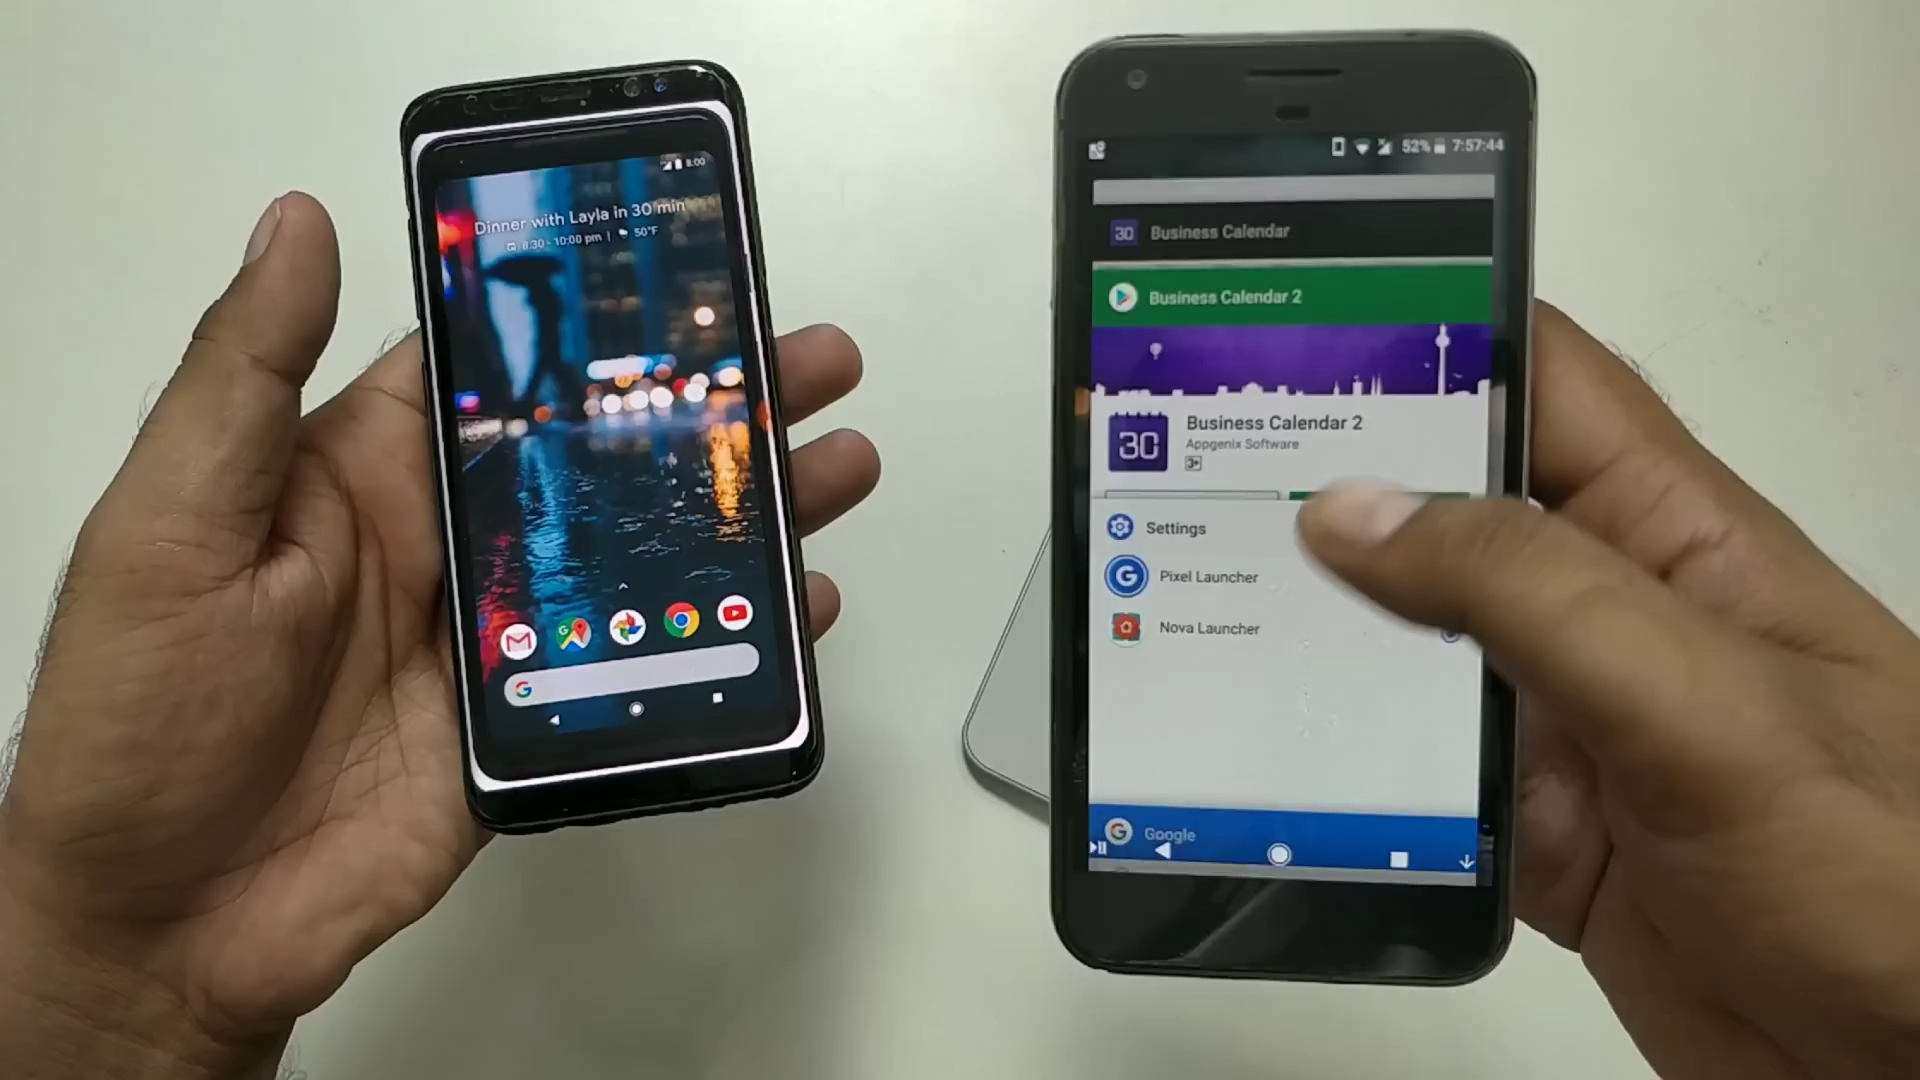 8:00
Dinner with Layla in 30 min
8:30 - 10:00 pm | 50°F
G
52% 7:57:44
30 Business Calendar
Business Calendar 2
30
Business Calendar 2
Appgenix Software
3+
Settings
G Pixel Launcher
Nova Launcher
G Google